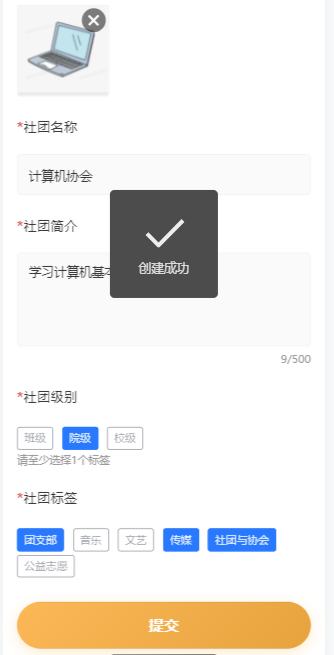 *社团名称
计算机协会
*社团简介
学习计算机基本
创建成功
9/500
*社团级别
班级 院级 校级
请至少选择1个标签
*社团标签
团支部 音乐 文艺 传媒 社团与协会
公益志愿
提交